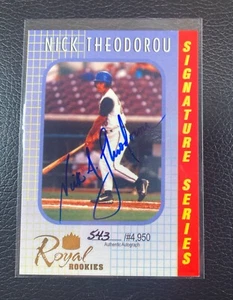 NICK THEODOROU
SIGNATURE SERIES
543 /#4,950
Authentic Autograph
Royal
ROOKIES